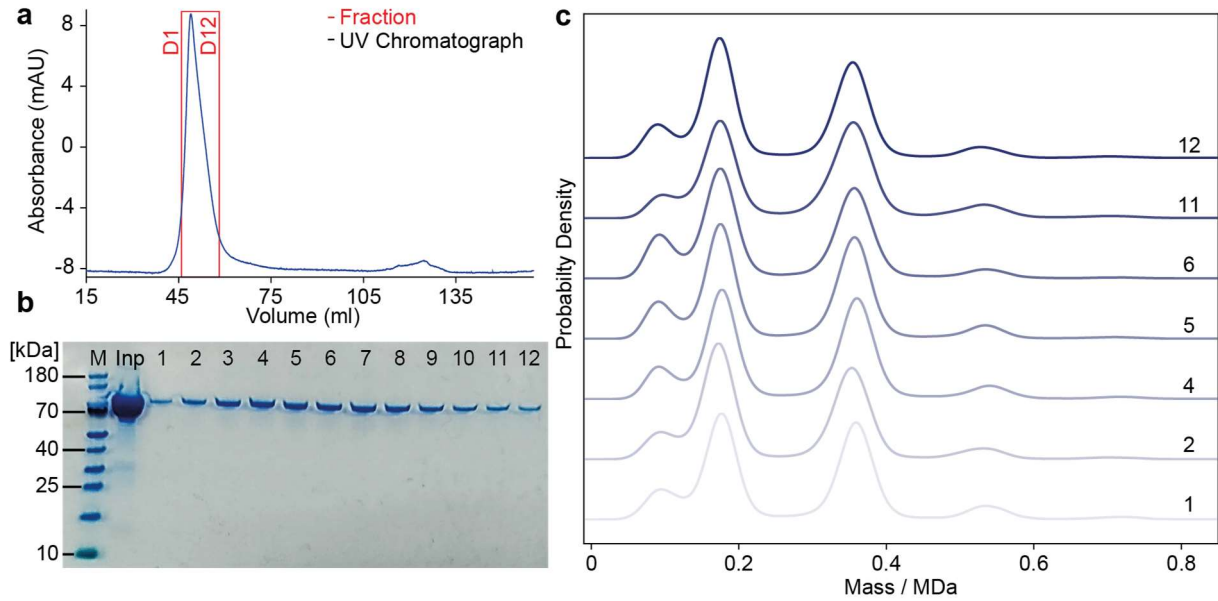 a
Fraction
UV Chromatograph
D1
D12
Absorbance (mAU)
8
4
0
-4
-8
15
45
75
105
135
Volume (ml)
b
[kDa]
M Inp 1 2 3 4 5 6 7 8 9 10 11 12
180
70
40
25
10
c
Probabilty Density
12
11
6
5
4
2
1
0
0.2
0.4
0.6
0.8
Mass / MDa